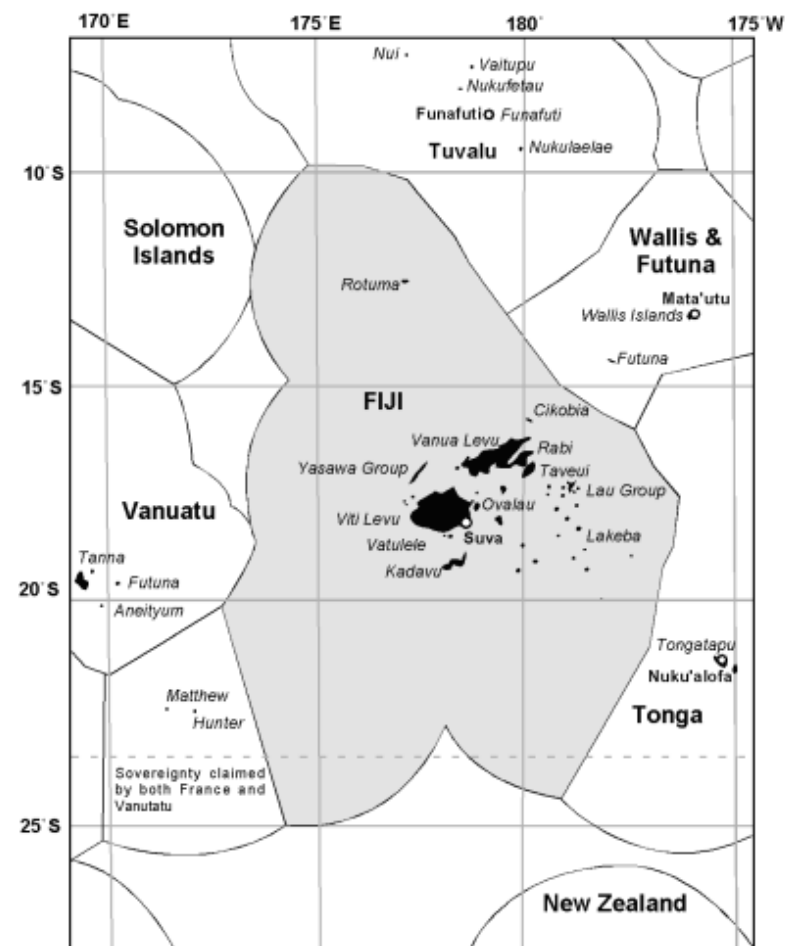 170°E
175°E
180°
175°W
Nui
Vaitupu
Nukufetau
Funafuti
Funafuti
Tuvalu
Nukulaelae
10°S
Solomon
Islands
Wallis &
Futuna
Mata'utu
Wallis Islands
Rotuma
Futuna
15°S
FIJI
Cikobia
Vanua Levu
Rabi
Yasawa Group
Taveui
Lau Group
Vanuatu
Viti Levu
Ovalau
Suva
Lakeba
Vatulele
Tanna
Kadavu
Futuna
20°S
Aneityum
Tongatapu
Nuku'alofa
Matthew
Hunter
Tonga
Sovereignty claimed
by both France and
Vanutatu
25°S
New Zealand